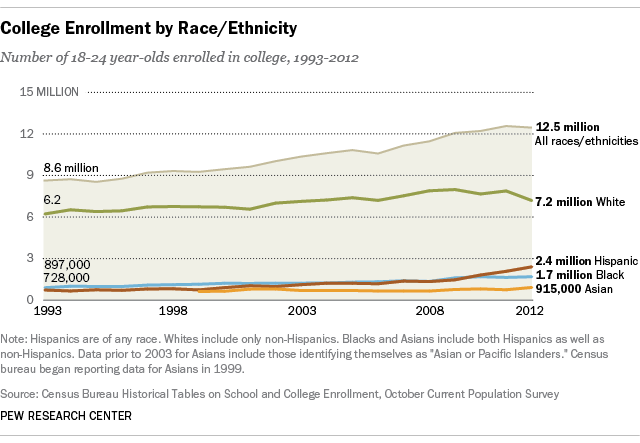 College Enrollment by Race/Ethnicity
Number of 18-24 year-olds enrolled in college, 1993-2012
15 MILLION
12
12.5 million
All races/ethnicities
9
8.6 million
6.2
7.2 million White
6
3
2.4 million Hispanic
897,000
1.7 million Black
728,000
915,000 Asian
0
1993
1998
2003
2008
2012
Note: Hispanics are of any race. Whites include only non-Hispanics. Blacks and Asians include both Hispanics as well as
non-Hispanics. Data prior to 2003 for Asians include those identifying themselves as "Asian or Pacific Islanders." Census
bureau began reporting data for Asians in 1999.
Source: Census Bureau Historical Tables on School and College Enrollment, October Current Population Survey
PEW RESEARCH CENTER